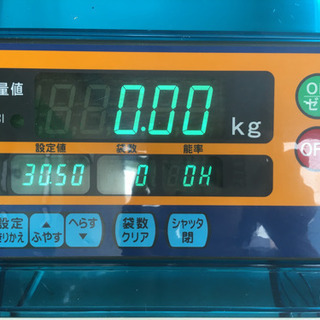 量値
0.00 kg
設定値 袋数 能率
30.50 0 0H
設定 ふやす へらす 袋数 シャッタ
りかえ クリア 閉